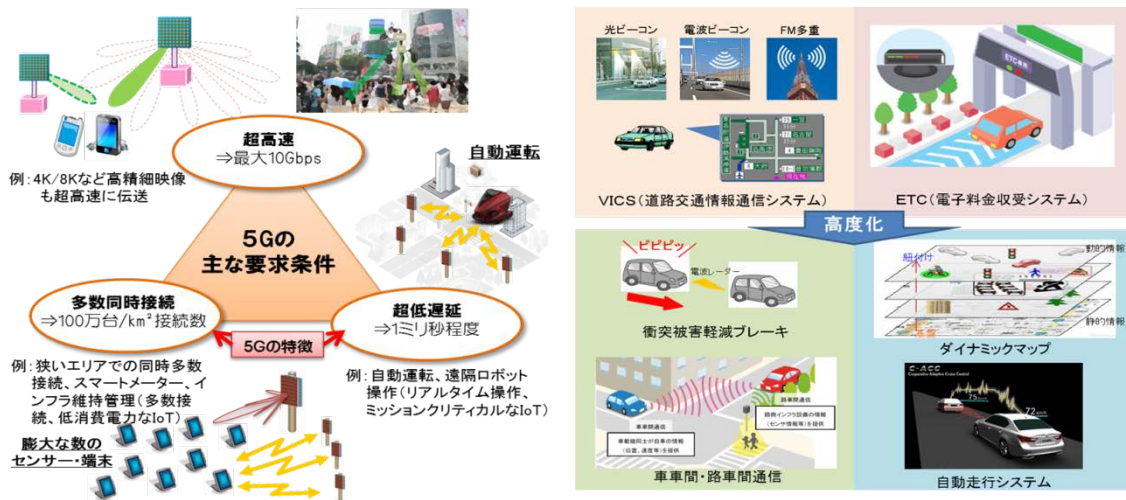 超高速
⇒最大10Gbps
例：4K/8Kなど高精細映像
も超高速に伝送
自動運転
5Gの
主な要求条件
多数同時接続
⇒100万台/km²接続数
超低遅延
⇒1ミリ秒程度
5Gの特徴
例：狭いエリアでの同時多数
接続、スマートメーター、イ
ンフラ維持管理(多数接
続、低消費電力なIoT)
例：自動運転、遠隔ロボット
操作(リアルタイム操作、
ミッションクリティカルなIoT)
膨大な数の
センサー・端末
光ビーコン
電波ビーコン
FM多重
VICS(道路交通情報通信システム)
ETC専用
ETC(電子料金収受システム)
高度化
ピピピッ
電波レーダー
衝突被害軽減ブレーキ
動的情報
紐付け
静的情報
ダイナミックマップ
路車間通信
路側インフラ設備の情報
(センサ情報等)を提供
車車間通信
車載機同士が自車の情報
(位置、速度等)を提供
車車間・路車間通信
C-ACC
Cooperative Adaptive Cruise Control
75 km/h
72 km/h
自動走行システム